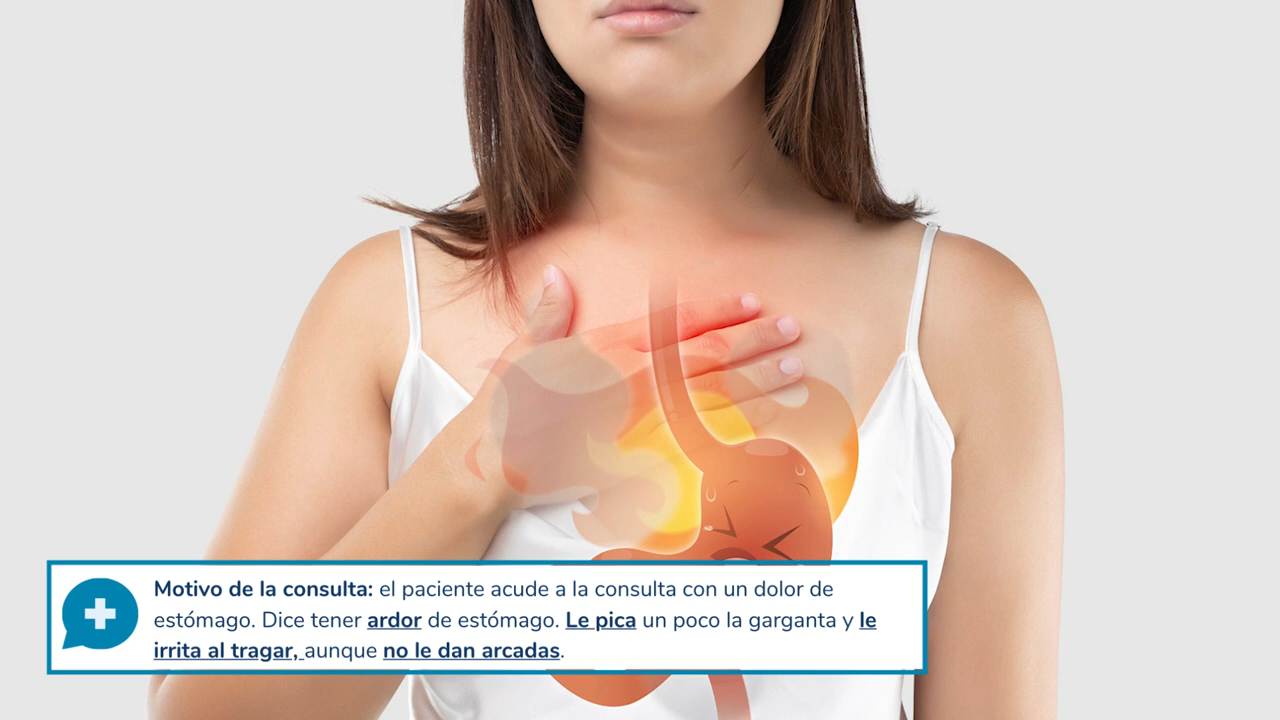 Motivo de la consulta: el paciente acude a la consulta con un dolor de
estómago. Dice tener ardor de estómago. Le pica un poco la garganta y le
irrita al tragar, aunque no le dan arcadas.